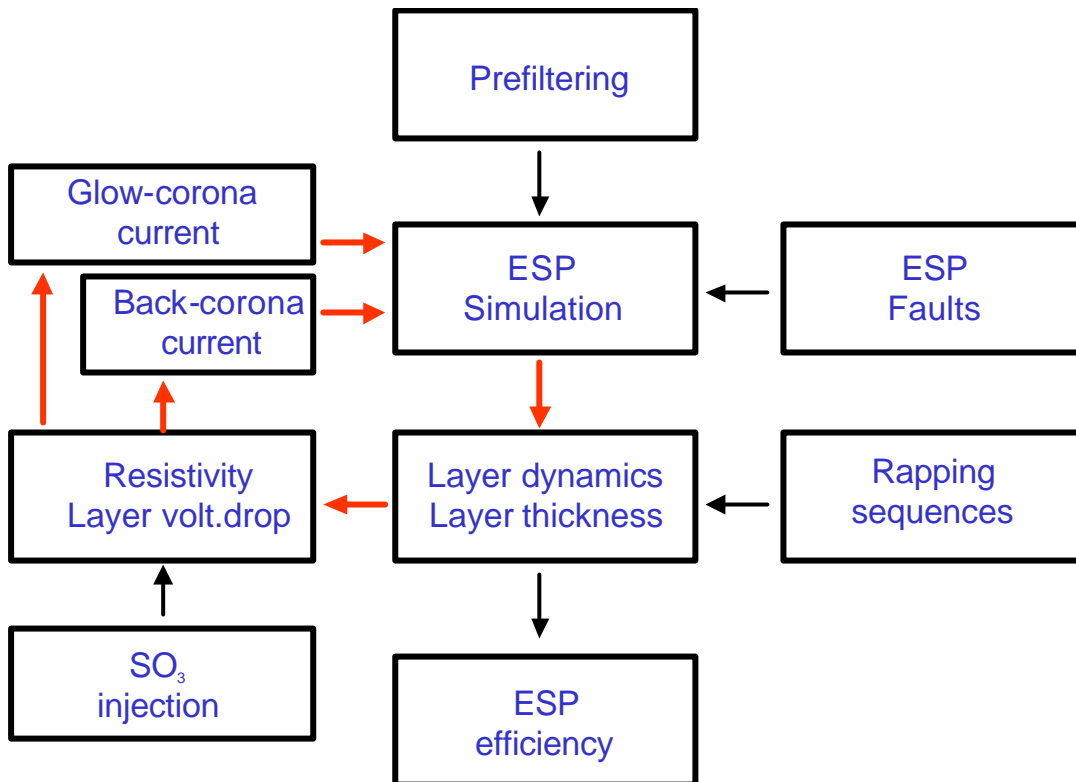 Prefiltering
Glow-corona
current
Back-corona
current
ESP
Simulation
ESP
Faults
Resistivity
Layer volt.drop
Layer dynamics
Layer thickness
Rapping
sequences
SO₃
injection
ESP
efficiency